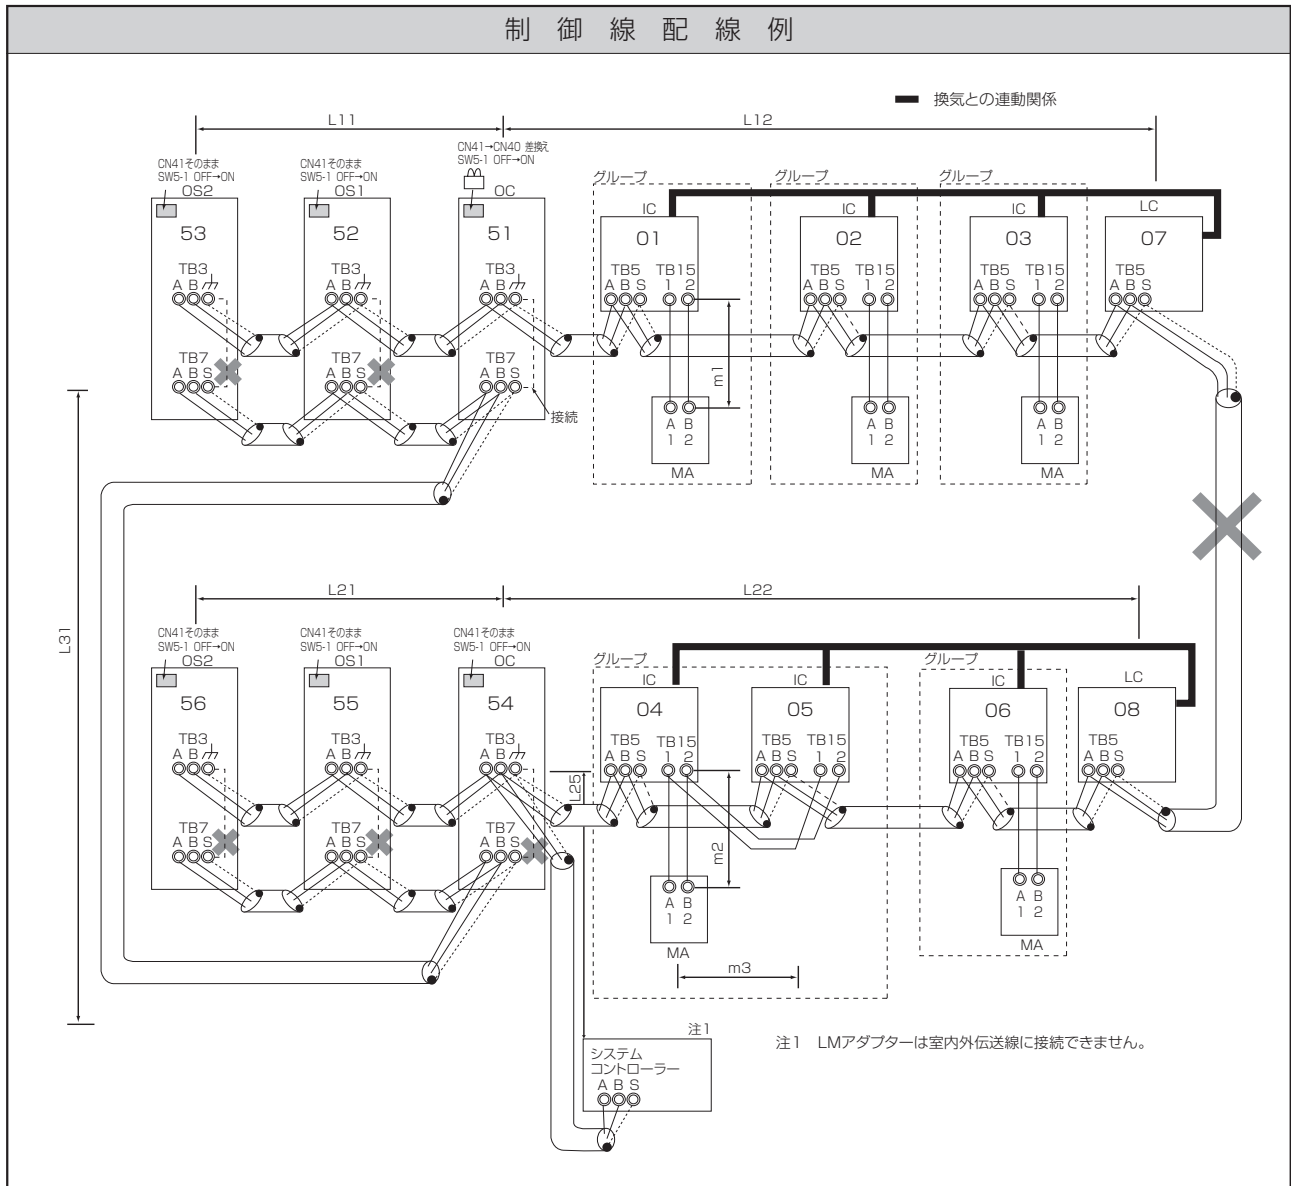 制御線配線例
換気との連動関係
L11
L12
CN41そのまま
SW5-1 OFF→ON
OS2
CN41そのまま
SW5-1 OFF→ON
OS1
CN41→CN40 差換え
SW5-1 OFF→ON
OC
グループ
グループ
グループ
IC
IC
IC
LC
53
52
51
01
02
03
07
TB3
A B
TB3
A B
TB3
A B
TB5
A B S
TB15
1 2
TB5
A B S
TB15
1 2
TB5
A B S
TB15
1 2
TB5
A B S
TB7
A B S
TB7
A B S
TB7
A B S
接続
m1
A B
1 2
MA
A B
1 2
MA
A B
1 2
MA
L31
L21
L22
CN41そのまま
SW5-1 OFF→ON
OS2
CN41そのまま
SW5-1 OFF→ON
OS1
CN41そのまま
SW5-1 OFF→ON
OC
グループ
グループ
IC
IC
IC
LC
56
55
54
04
05
06
08
TB3
A B
TB3
A B
TB3
A B
L25
TB5
A B S
TB15
1 2
TB5
A B S
TB15
1 2
TB5
A B S
TB15
1 2
TB5
A B S
TB7
A B S
TB7
A B S
TB7
A B S
m2
A B
1 2
MA
A B
1 2
MA
m3
注1
システム
コントローラー
A B S
注1 LMアダプターは室内外伝送線に接続できません。